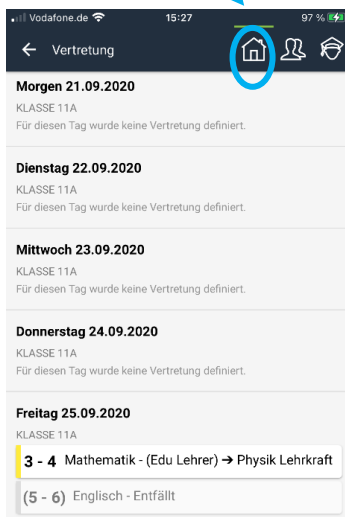 Vodafone.de 15:27 97 %
Vertretung
Morgen 21.09.2020
KLASSE 11A
Für diesen Tag wurde keine Vertretung definiert.
Dienstag 22.09.2020
KLASSE 11A
Für diesen Tag wurde keine Vertretung definiert.
Mittwoch 23.09.2020
KLASSE 11A
Für diesen Tag wurde keine Vertretung definiert.
Donnerstag 24.09.2020
KLASSE 11A
Für diesen Tag wurde keine Vertretung definiert.
Freitag 25.09.2020
KLASSE 11A
3 - 4 Mathematik - (Edu Lehrer) → Physik Lehrkraft
(5 - 6) Englisch - Entfällt